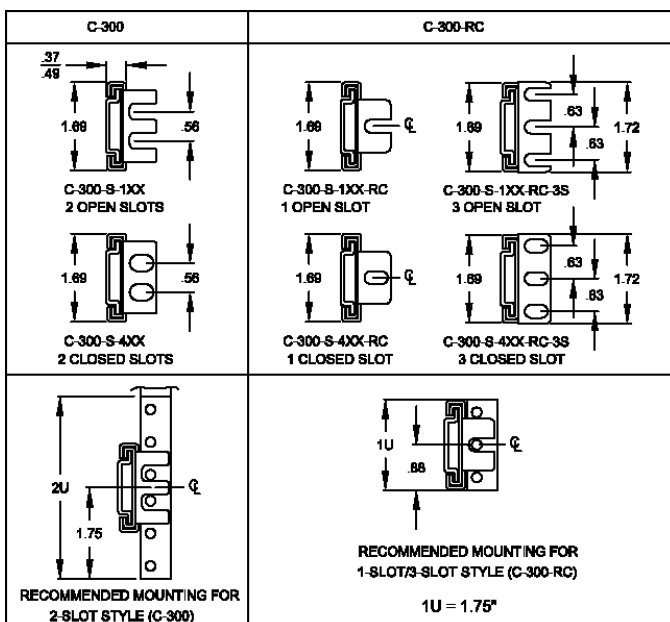 C-300
C-300-RC
.37
.49
1.69
.56
C-300-S-1XX
2 OPEN SLOTS
1.69
℄
C-300-S-1XX-RC
1 OPEN SLOT
1.69
.63
.63
1.72
C-300-S-1XX-RC-3S
3 OPEN SLOT
1.69
.56
C-300-S-4XX
2 CLOSED SLOTS
1.69
℄
C-300-S-4XX-RC
1 CLOSED SLOT
1.69
.63
.63
1.72
C-300-S-4XX-RC-3S
3 CLOSED SLOT
2U
1.75
℄
RECOMMENDED MOUNTING FOR
2-SLOT STYLE (C-300)
1U
.88
℄
RECOMMENDED MOUNTING FOR
1-SLOT/3-SLOT STYLE (C-300-RC)
1U = 1.75"